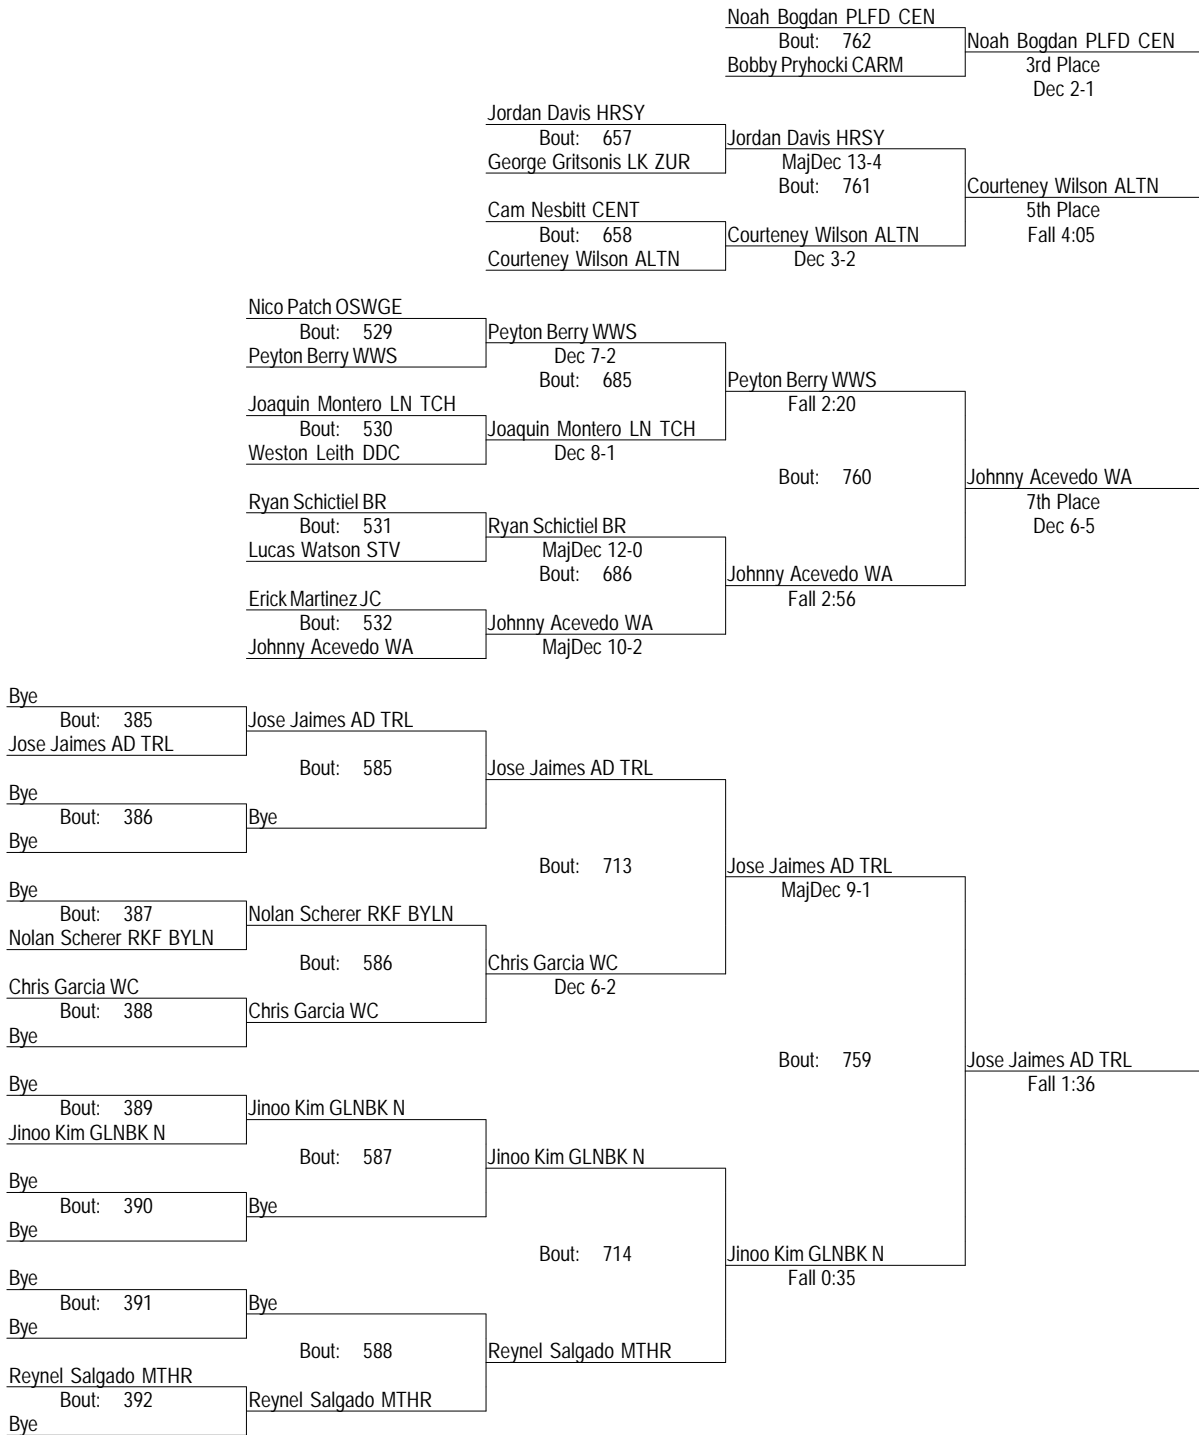 Noah Bogdan PLFD CEN
Bout: 762
Bobby Pryhocki CARM
Noah Bogdan PLFD CEN
3rd Place
Dec 2-1
Jordan Davis HRSY
Bout: 657
George Gritsonis LK ZUR
Jordan Davis HRSY
MajDec 13-4
Bout: 761
Cam Nesbitt CENT
Bout: 658
Courteney Wilson ALTN
Courteney Wilson ALTN
Dec 3-2
Courteney Wilson ALTN
5th Place
Fall 4:05
Nico Patch OSWGE
Bout: 529
Peyton Berry WWS
Peyton Berry WWS
Dec 7-2
Bout: 685
Joaquin Montero LN TCH
Bout: 530
Weston Leith DDC
Joaquin Montero LN TCH
Dec 8-1
Peyton Berry WWS
Fall 2:20
Bout: 760
Ryan Schictiel BR
Bout: 531
Lucas Watson STV
Ryan Schictiel BR
MajDec 12-0
Bout: 686
Erick Martinez JC
Bout: 532
Johnny Acevedo WA
Johnny Acevedo WA
MajDec 10-2
Johnny Acevedo WA
Fall 2:56
Johnny Acevedo WA
7th Place
Dec 6-5
Bye
Bout: 385
Jose Jaimes AD TRL
Jose Jaimes AD TRL
Bout: 585
Bye
Bout: 386
Bye
Bye
Jose Jaimes AD TRL
Bout: 713
Bye
Bout: 387
Nolan Scherer RKF BYLN
Nolan Scherer RKF BYLN
Bout: 586
Chris Garcia WC
Bout: 388
Bye
Chris Garcia WC
Chris Garcia WC
Dec 6-2
Jose Jaimes AD TRL
MajDec 9-1
Bout: 759
Bye
Bout: 389
Jinoo Kim GLNBK N
Jinoo Kim GLNBK N
Bout: 587
Bye
Bout: 390
Bye
Bye
Jinoo Kim GLNBK N
Bout: 714
Bye
Bout: 391
Bye
Bye
Bout: 588
Reynel Salgado MTHR
Bout: 392
Bye
Reynel Salgado MTHR
Reynel Salgado MTHR
Jinoo Kim GLNBK N
Fall 0:35
Jose Jaimes AD TRL
Fall 1:36